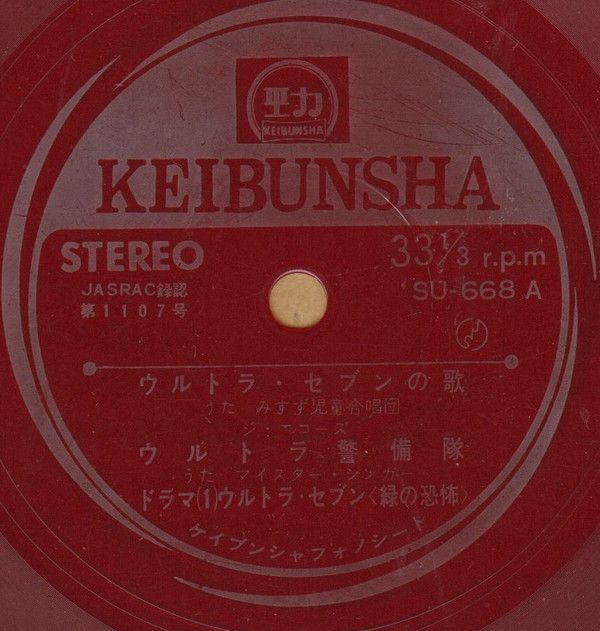 KEIBUNSHA
KEIBUNSHA
STEREO
33⅓ r.p.m
JASRAC録認
第1107号
SU-668 A
ウルトラ・セブンの歌
うた みすず児童合唱団
ジ・エコーズ
ウルトラ警備隊
うた マイスター・シンガー
ドラマ(1)ウルトラ・セブン〈緑の恐怖〉
ケイブンシャフォノシート